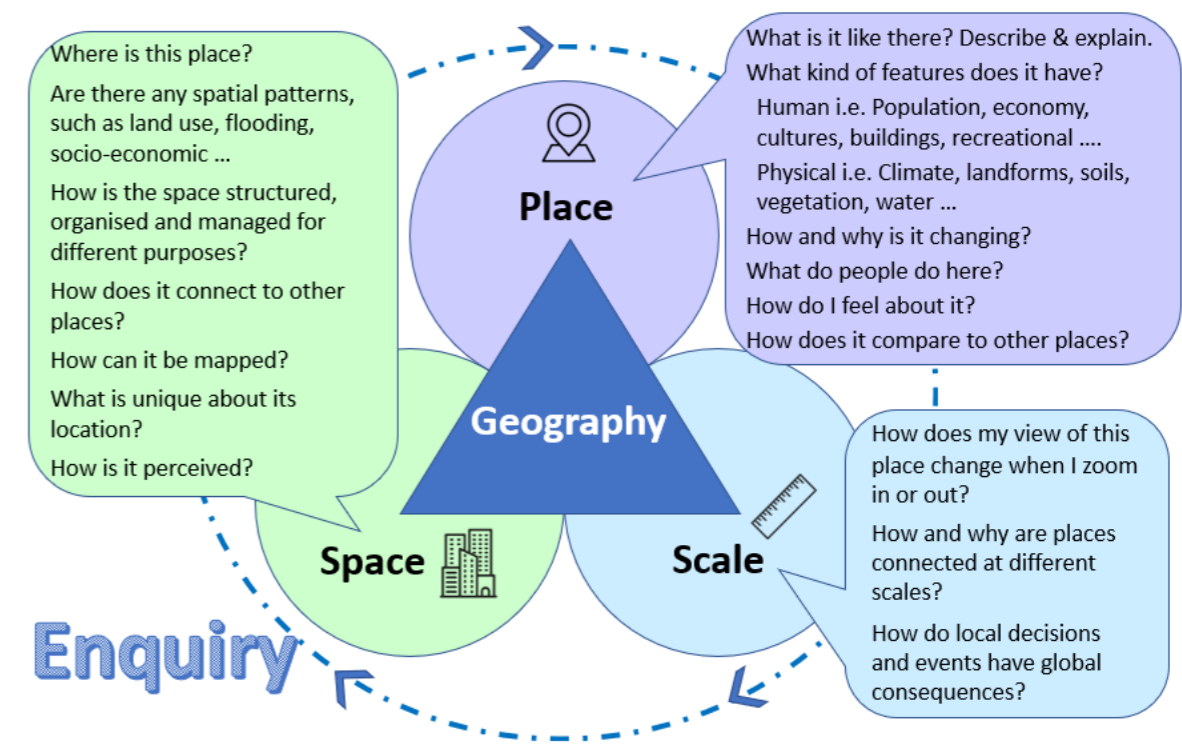 Where is this place?
Are there any spatial patterns,
such as land use, flooding,
socio-economic ...
How is the space structured,
organised and managed for
different purposes?
How does it connect to other
places?
How can it be mapped?
What is unique about its
location?
How is it perceived?
What is it like there? Describe & explain.
What kind of features does it have?
Human i.e. Population, economy,
cultures, buildings, recreational ....
Physical i.e. Climate, landforms, soils,
vegetation, water ...
How and why is it changing?
What do people do here?
How do I feel about it?
How does it compare to other places?
Place
Geography
Space
Scale
How does my view of this
place change when I zoom
in or out?
How and why are places
connected at different
scales?
How do local decisions
and events have global
consequences?
Enquiry